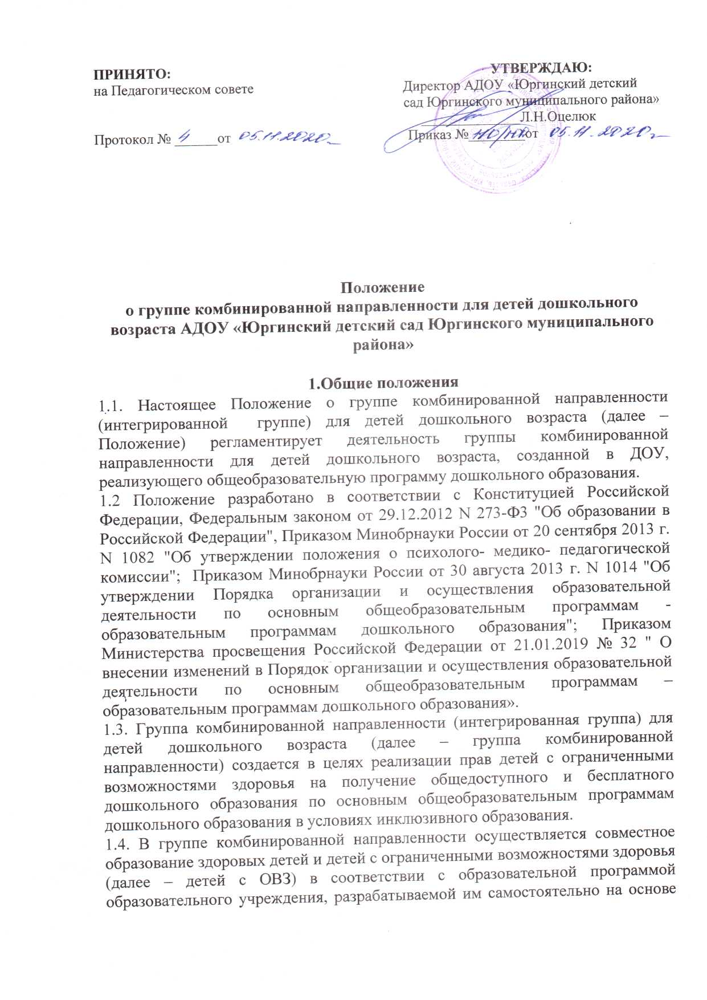 ПРИНЯТО:
на Педагогическом совете
Протокол № 4 от 05.11.2020
УТВЕРЖДАЮ:
Директор АДОУ «Юргинский детский
сад Юргинского муниципального района»
Л.Н.Оцелюк
Приказ № от 05.11.2020
Положение
о группе комбинированной направленности для детей дошкольного
возраста АДОУ «Юргинский детский сад Юргинского муниципального
района»
1.Общие положения
1.1. Настоящее Положение о группе комбинированной направленности
(интегрированной группе) для детей дошкольного возраста (далее –
Положение) регламентирует деятельность группы комбинированной
направленности для детей дошкольного возраста, созданной в ДОУ,
реализующего общеобразовательную программу дошкольного образования.
1.2 Положение разработано в соответствии с Конституцией Российской
Федерации, Федеральным законом от 29.12.2012 N 273-ФЗ "Об образовании в
Российской Федерации", Приказом Минобрнауки России от 20 сентября 2013 г.
N 1082 "Об утверждении положения о психолого- медико- педагогической
комиссии"; Приказом Минобрнауки России от 30 августа 2013 г. N 1014 "Об
утверждении Порядка организации и осуществления образовательной
деятельности по основным общеобразовательным программам -
образовательным программам дошкольного образования"; Приказом
Министерства просвещения Российской Федерации от 21.01.2019 № 32 " О
внесении изменений в Порядок организации и осуществления образовательной
деятельности по основным общеобразовательным программам –
образовательным программам дошкольного образования».
1.3. Группа комбинированной направленности (интегрированная группа) для
детей дошкольного возраста (далее – группа комбинированной
направленности) создается в целях реализации прав детей с ограниченными
возможностями здоровья на получение общедоступного и бесплатного
дошкольного образования по основным общеобразовательным программам
дошкольного образования в условиях инклюзивного образования.
1.4. В группе комбинированной направленности осуществляется совместное
образование здоровых детей и детей с ограниченными возможностями здоровья
(далее – детей с ОВЗ) в соответствии с образовательной программой
образовательного учреждения, разрабатываемой им самостоятельно на основе